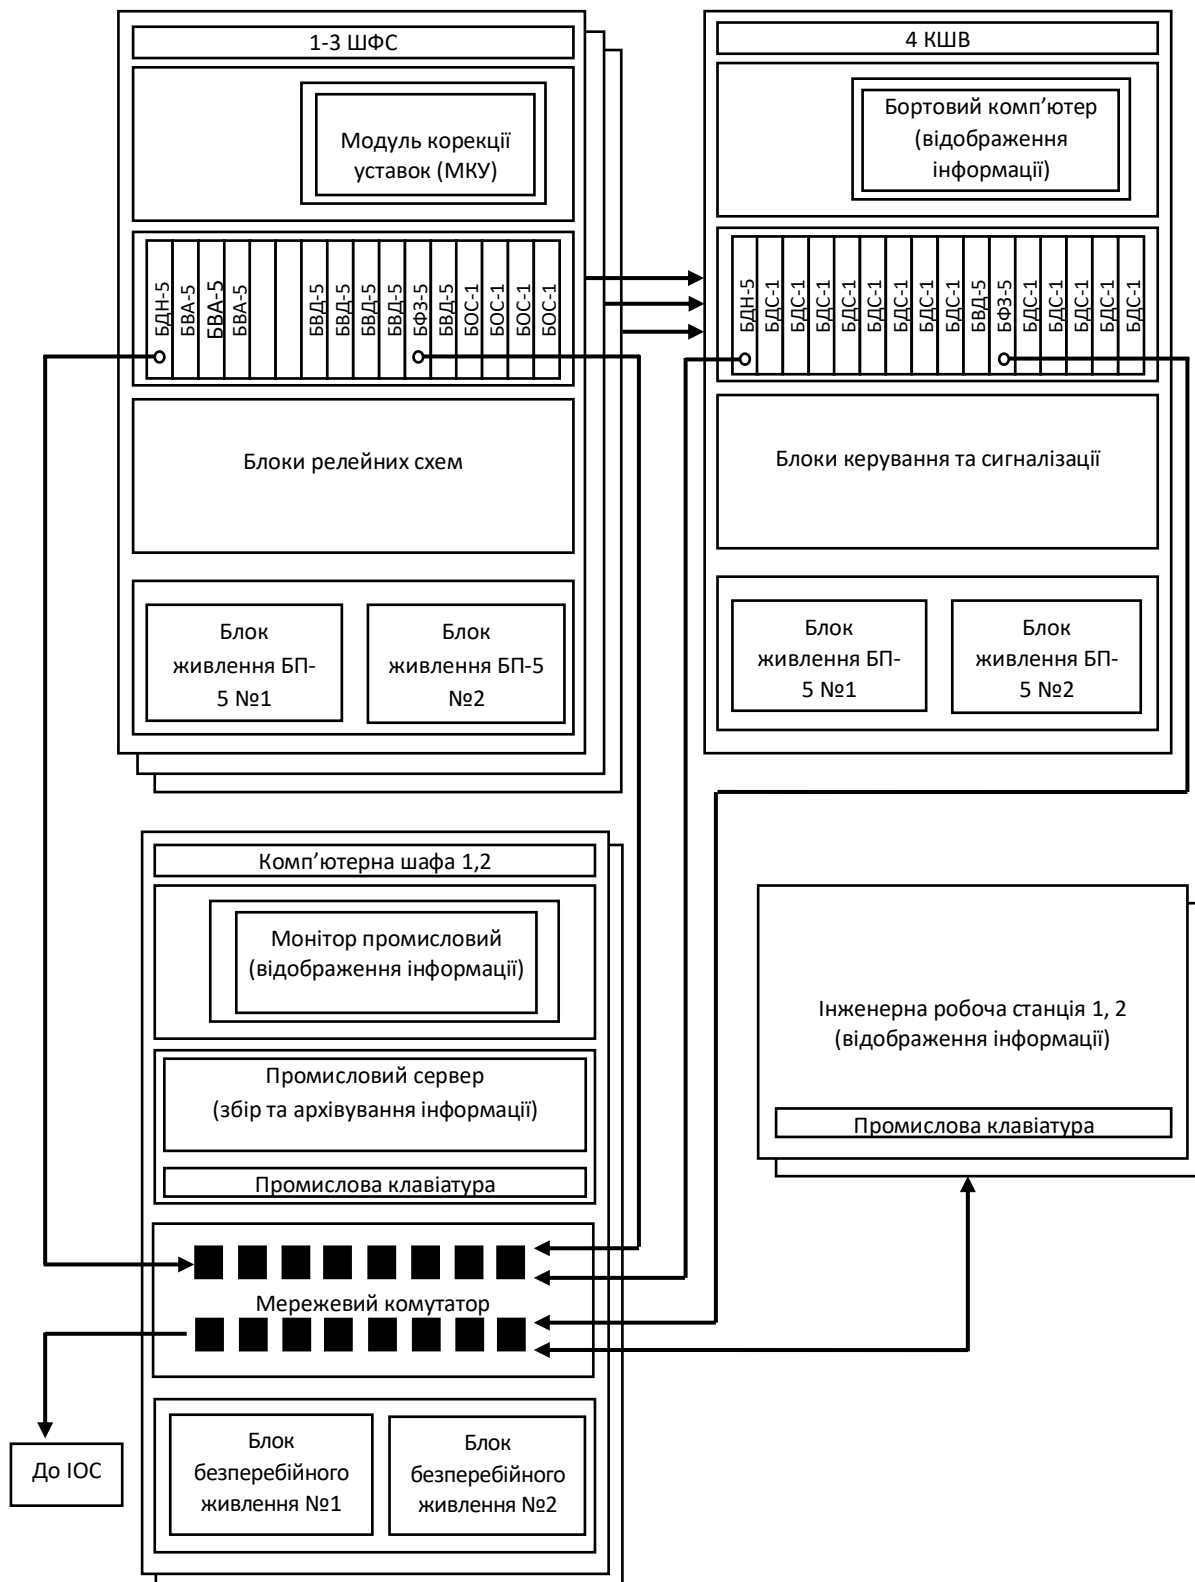 1-3 ШФС
Модуль корекції
уставок (МКУ)
БДН-5
БВА-5
БВА-5
БВА-5
БВД-5
БВД-5
БВД-5
БВД-5
БФЗ-5
БВД-5
БОС-1
БОС-1
БОС-1
БОС-1
Блоки релейних схем
Блок
живлення БП-
5 №1
Блок
живлення БП-5
№2
4 КШВ
Бортовий комп’ютер
(відображення
інформації)
БДН-5
БДС-1
БДС-1
БДС-1
БДС-1
БДС-1
БДС-1
БДС-1
БДС-1
БВД-5
БФЗ-5
БДС-1
БДС-1
БДС-1
БДС-1
БДС-1
Блоки керування та сигналізації
Блок
живлення БП-
5 №1
Блок
живлення БП-
5 №2
Комп’ютерна шафа 1,2
Монітор промисловий
(відображення інформації)
Промисловий сервер
(збір та архівування інформації)
Промислова клавіатура
Мережевий комутатор
Блок
безперебійного
живлення №1
Блок
безперебійного
живлення №2
Інженерна робоча станція 1, 2
(відображення інформації)
Промислова клавіатура
До ІОС